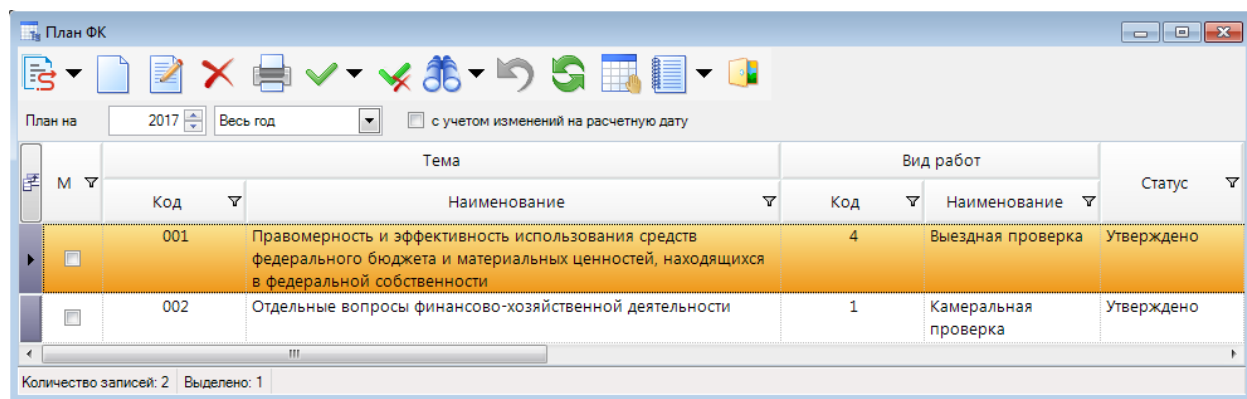 План ФК
План на 2017 Весь год с учетом изменений на расчетную дату
Тема Вид работ
М Статус
Код Наименование Код Наименование
001 Правомерность и эффективность использования средств 4 Выездная проверка Утверждено
федерального бюджета и материальных ценностей, находящихся
в федеральной собственности
002 Отдельные вопросы финансово-хозяйственной деятельности 1 Камеральная Утверждено
проверка
Количество записей: 2 Выделено: 1